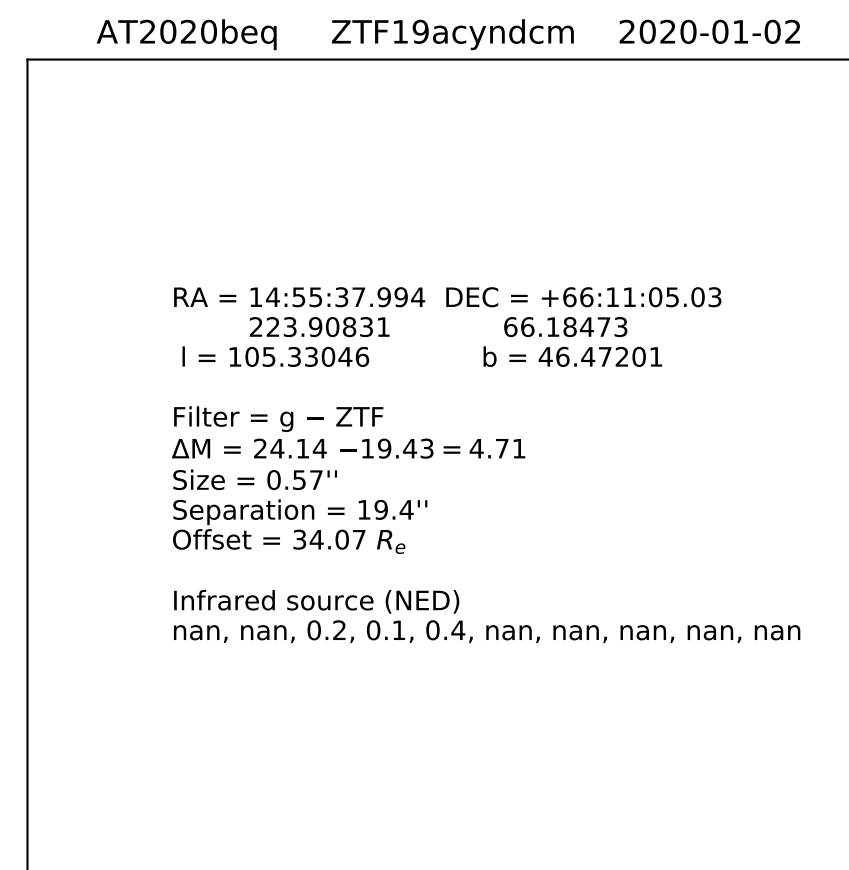 AT2020beq ZTF19acyndcm 2020-01-02
RA = 14:55:37.994 DEC = +66:11:05.03
223.90831 66.18473
l = 105.33046 b = 46.47201
Filter = g − ZTF
ΔM = 24.14 −19.43 = 4.71
Size = 0.57''
Separation = 19.4''
Offset = 34.07 Re
Infrared source (NED)
nan, nan, 0.2, 0.1, 0.4, nan, nan, nan, nan, nan